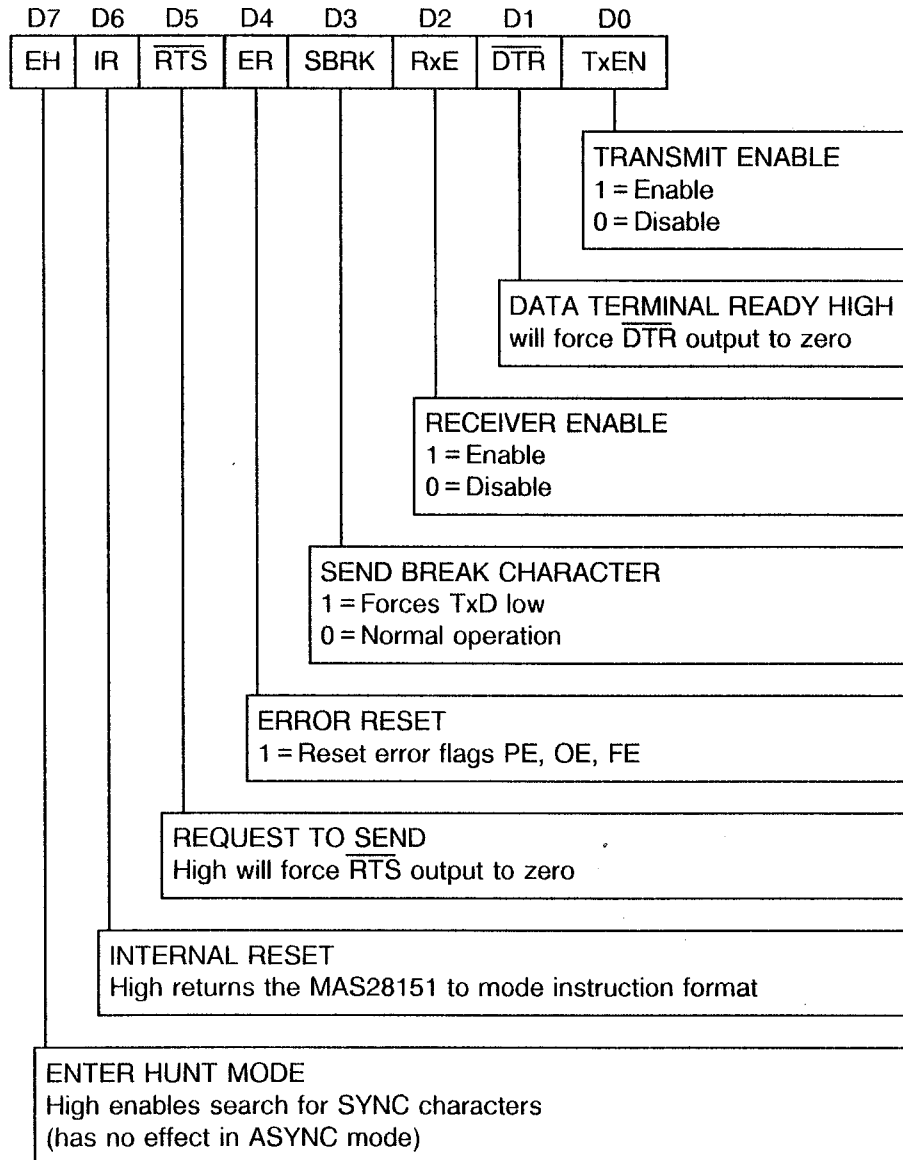 D7 D6 D5 D4 D3 D2 D1 D0
EH IR R̅T̅S̅ ER SBRK RxE D̅T̅R̅ TxEN
TRANSMIT ENABLE
1 = Enable
0 = Disable
DATA TERMINAL READY HIGH
will force D̅T̅R̅ output to zero
RECEIVER ENABLE
1 = Enable
0 = Disable
SEND BREAK CHARACTER
1 = Forces TxD low
0 = Normal operation
ERROR RESET
1 = Reset error flags PE, OE, FE
REQUEST TO SEND
High will force R̅T̅S̅ output to zero
INTERNAL RESET
High returns the MAS28151 to mode instruction format
ENTER HUNT MODE
High enables search for SYNC characters
(has no effect in ASYNC mode)